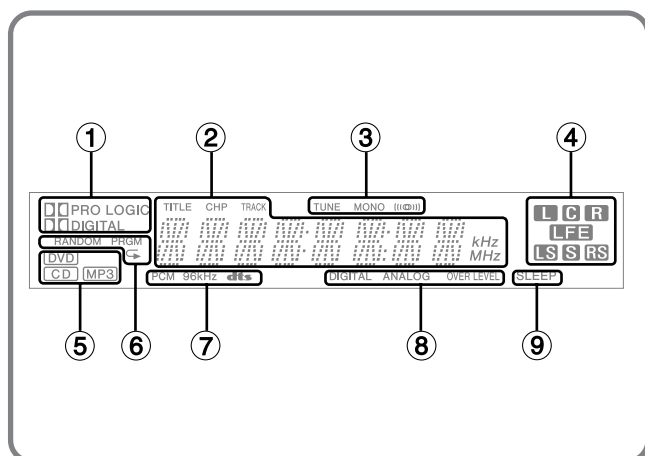 ① ② ③ ④
PRO LOGIC TITLE CHP TRACK TUNE MONO L C R
DIGITAL LFE
RANDOM PRGM kHz
DVD MHz LS S RS
CD MP3 PCM 96kHz dts DIGITAL ANALOG OVER LEVEL SLEEP
⑤ ⑥ ⑦ ⑧ ⑨